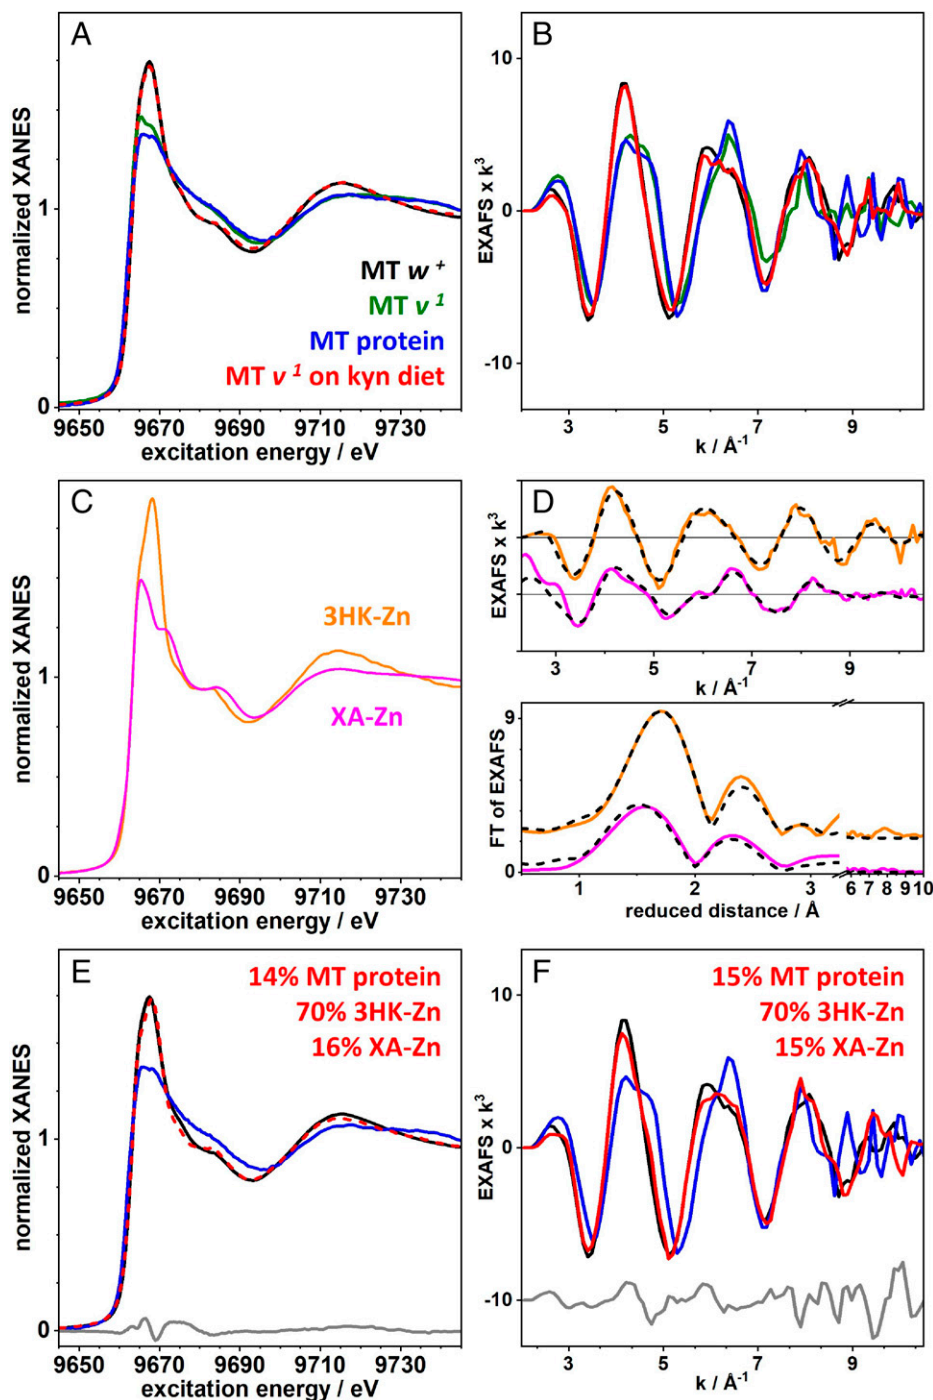 A
normalized XANES
1
0
MT w⁺
MT v¹
MT protein
MT v¹ on kyn diet
9650 9670 9690 9710 9730
excitation energy / eV
B
EXAFS x k³
10
0
-10
3 5 7 9
k / Å⁻¹
C
normalized XANES
1
0
3HK-Zn
XA-Zn
9650 9670 9690 9710 9730
excitation energy / eV
D
EXAFS x k³
3 5 7 9
k / Å⁻¹
FT of EXAFS
9
0
1 2 3 6 7 8 9 10
reduced distance / Å
E
normalized XANES
1
0
14% MT protein
70% 3HK-Zn
16% XA-Zn
9650 9670 9690 9710 9730
excitation energy / eV
F
EXAFS x k³
10
0
-10
15% MT protein
70% 3HK-Zn
15% XA-Zn
3 5 7 9
k / Å⁻¹